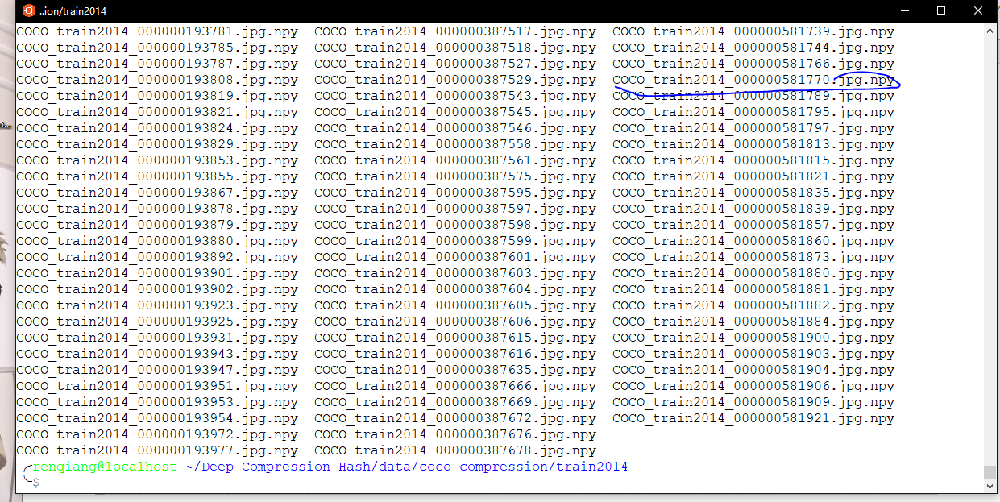 ..ion/train2014
COCO_train2014_000000193781.jpg.npy COCO_train2014_000000387517.jpg.npy COCO_train2014_000000581739.jpg.npy
COCO_train2014_000000193785.jpg.npy COCO_train2014_000000387518.jpg.npy COCO_train2014_000000581744.jpg.npy
COCO_train2014_000000193787.jpg.npy COCO_train2014_000000387527.jpg.npy COCO_train2014_000000581766.jpg.npy
COCO_train2014_000000193808.jpg.npy COCO_train2014_000000387529.jpg.npy COCO_train2014_000000581770.jpg.npy
COCO_train2014_000000193819.jpg.npy COCO_train2014_000000387543.jpg.npy COCO_train2014_000000581789.jpg.npy
COCO_train2014_000000193821.jpg.npy COCO_train2014_000000387545.jpg.npy COCO_train2014_000000581795.jpg.npy
COCO_train2014_000000193824.jpg.npy COCO_train2014_000000387546.jpg.npy COCO_train2014_000000581797.jpg.npy
COCO_train2014_000000193829.jpg.npy COCO_train2014_000000387558.jpg.npy COCO_train2014_000000581813.jpg.npy
COCO_train2014_000000193853.jpg.npy COCO_train2014_000000387561.jpg.npy COCO_train2014_000000581815.jpg.npy
COCO_train2014_000000193855.jpg.npy COCO_train2014_000000387575.jpg.npy COCO_train2014_000000581821.jpg.npy
COCO_train2014_000000193867.jpg.npy COCO_train2014_000000387595.jpg.npy COCO_train2014_000000581835.jpg.npy
COCO_train2014_000000193878.jpg.npy COCO_train2014_000000387597.jpg.npy COCO_train2014_000000581839.jpg.npy
COCO_train2014_000000193879.jpg.npy COCO_train2014_000000387598.jpg.npy COCO_train2014_000000581857.jpg.npy
COCO_train2014_000000193880.jpg.npy COCO_train2014_000000387599.jpg.npy COCO_train2014_000000581860.jpg.npy
COCO_train2014_000000193892.jpg.npy COCO_train2014_000000387601.jpg.npy COCO_train2014_000000581873.jpg.npy
COCO_train2014_000000193901.jpg.npy COCO_train2014_000000387603.jpg.npy COCO_train2014_000000581880.jpg.npy
COCO_train2014_000000193902.jpg.npy COCO_train2014_000000387604.jpg.npy COCO_train2014_000000581881.jpg.npy
COCO_train2014_000000193923.jpg.npy COCO_train2014_000000387605.jpg.npy COCO_train2014_000000581882.jpg.npy
COCO_train2014_000000193925.jpg.npy COCO_train2014_000000387606.jpg.npy COCO_train2014_000000581884.jpg.npy
COCO_train2014_000000193931.jpg.npy COCO_train2014_000000387615.jpg.npy COCO_train2014_000000581900.jpg.npy
COCO_train2014_000000193943.jpg.npy COCO_train2014_000000387616.jpg.npy COCO_train2014_000000581903.jpg.npy
COCO_train2014_000000193947.jpg.npy COCO_train2014_000000387635.jpg.npy COCO_train2014_000000581904.jpg.npy
COCO_train2014_000000193951.jpg.npy COCO_train2014_000000387666.jpg.npy COCO_train2014_000000581906.jpg.npy
COCO_train2014_000000193953.jpg.npy COCO_train2014_000000387669.jpg.npy COCO_train2014_000000581909.jpg.npy
COCO_train2014_000000193954.jpg.npy COCO_train2014_000000387672.jpg.npy COCO_train2014_000000581921.jpg.npy
COCO_train2014_000000193972.jpg.npy COCO_train2014_000000387676.jpg.npy
COCO_train2014_000000193977.jpg.npy COCO_train2014_000000387678.jpg.npy
renqiang@localhost ~/Deep-Compression-Hash/data/coco-compression/train2014
$